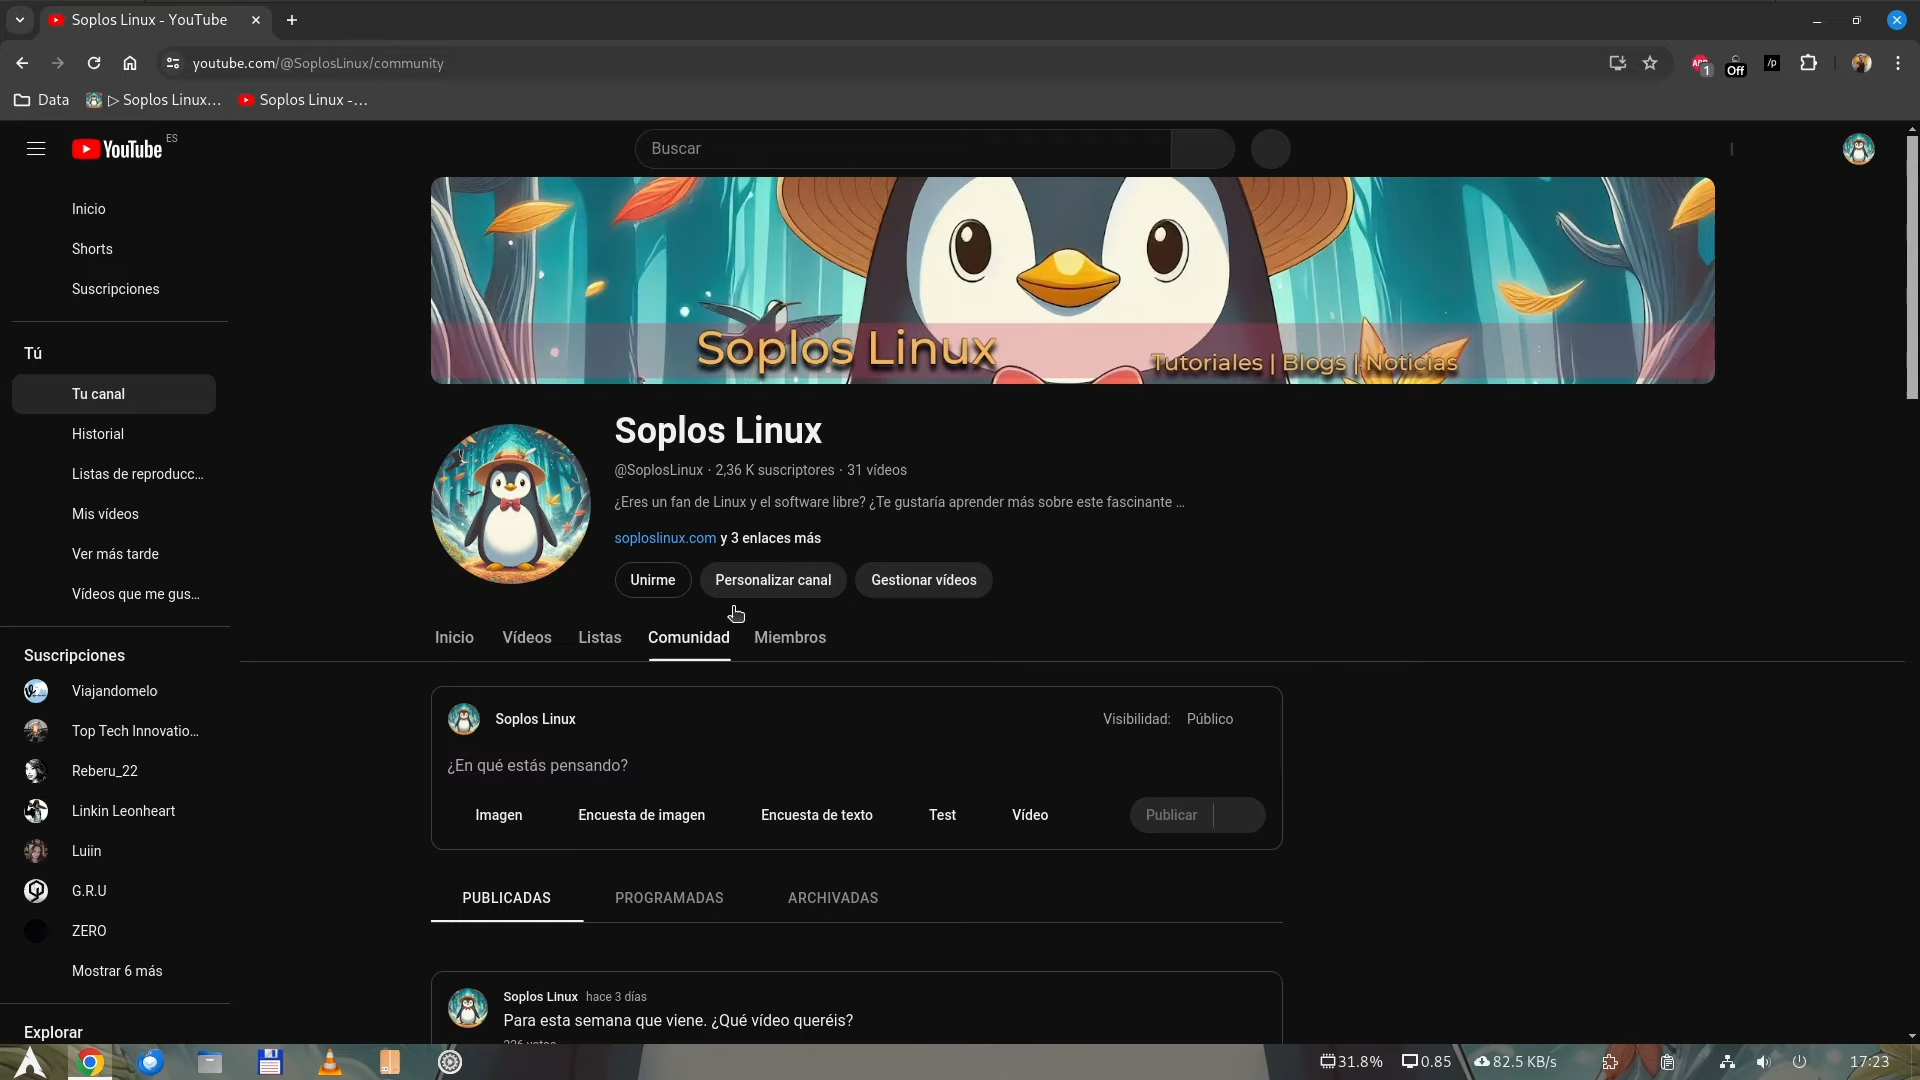 Soplos Linux - YouTube
youtube.com/@SoplosLinux/community
ABP 1
Off
/p
Data
▷ Soplos Linux...
Soplos Linux -...
YouTube ES
Buscar
Inicio
Shorts
Suscripciones
Tú
Tu canal
Historial
Listas de reproducc...
Mis vídeos
Ver más tarde
Vídeos que me gus...
Suscripciones
Viajandomelo
Top Tech Innovatio...
Reberu_22
Linkin Leonheart
Luiin
G.R.U
ZERO
Mostrar 6 más
Explorar
Soplos Linux
Tutoriales | Blogs | Noticias
Soplos Linux
@SoplosLinux · 2,36 K suscriptores · 31 vídeos
¿Eres un fan de Linux y el software libre? ¿Te gustaría aprender más sobre este fascinante ...
soploslinux.com y 3 enlaces más
Unirme Personalizar canal Gestionar vídeos
Inicio Vídeos Listas Comunidad Miembros
Soplos Linux Visibilidad: Público
¿En qué estás pensando?
Imagen Encuesta de imagen Encuesta de texto Test Vídeo Publicar
PUBLICADAS PROGRAMADAS ARCHIVADAS
Soplos Linux hace 3 días
Para esta semana que viene. ¿Qué vídeo queréis?
31.8% 0.85 82.5 KB/s 17:23